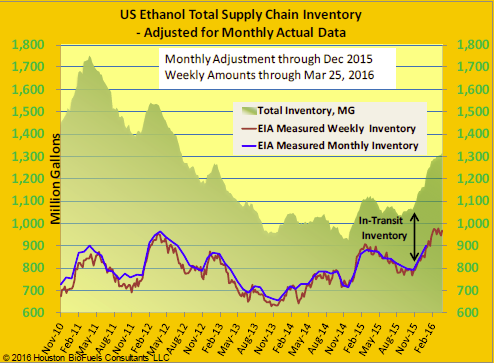 US Ethanol Total Supply Chain Inventory
- Adjusted for Monthly Actual Data
Monthly Adjustment through Dec 2015
Weekly Amounts through Mar 25, 2016
Total Inventory, MG
EIA Measured Weekly Inventory
EIA Measured Monthly Inventory
In-Transit
Inventory
Million Gallons
1,800
1,700
1,600
1,500
1,400
1,300
1,200
1,100
1,000
900
800
700
600
1,800
1,700
1,600
1,500
1,400
1,300
1,200
1,100
1,000
900
800
700
600
Nov-10
Feb-11
May-11
Aug-11
Nov-11
Feb-12
May-12
Aug-12
Nov-12
Feb-13
May-13
Aug-13
Nov-13
Feb-14
May-14
Aug-14
Nov-14
Feb-15
May-15
Aug-15
Nov-15
Feb-16
© 2016 Houston BioFuels Consultants LLC